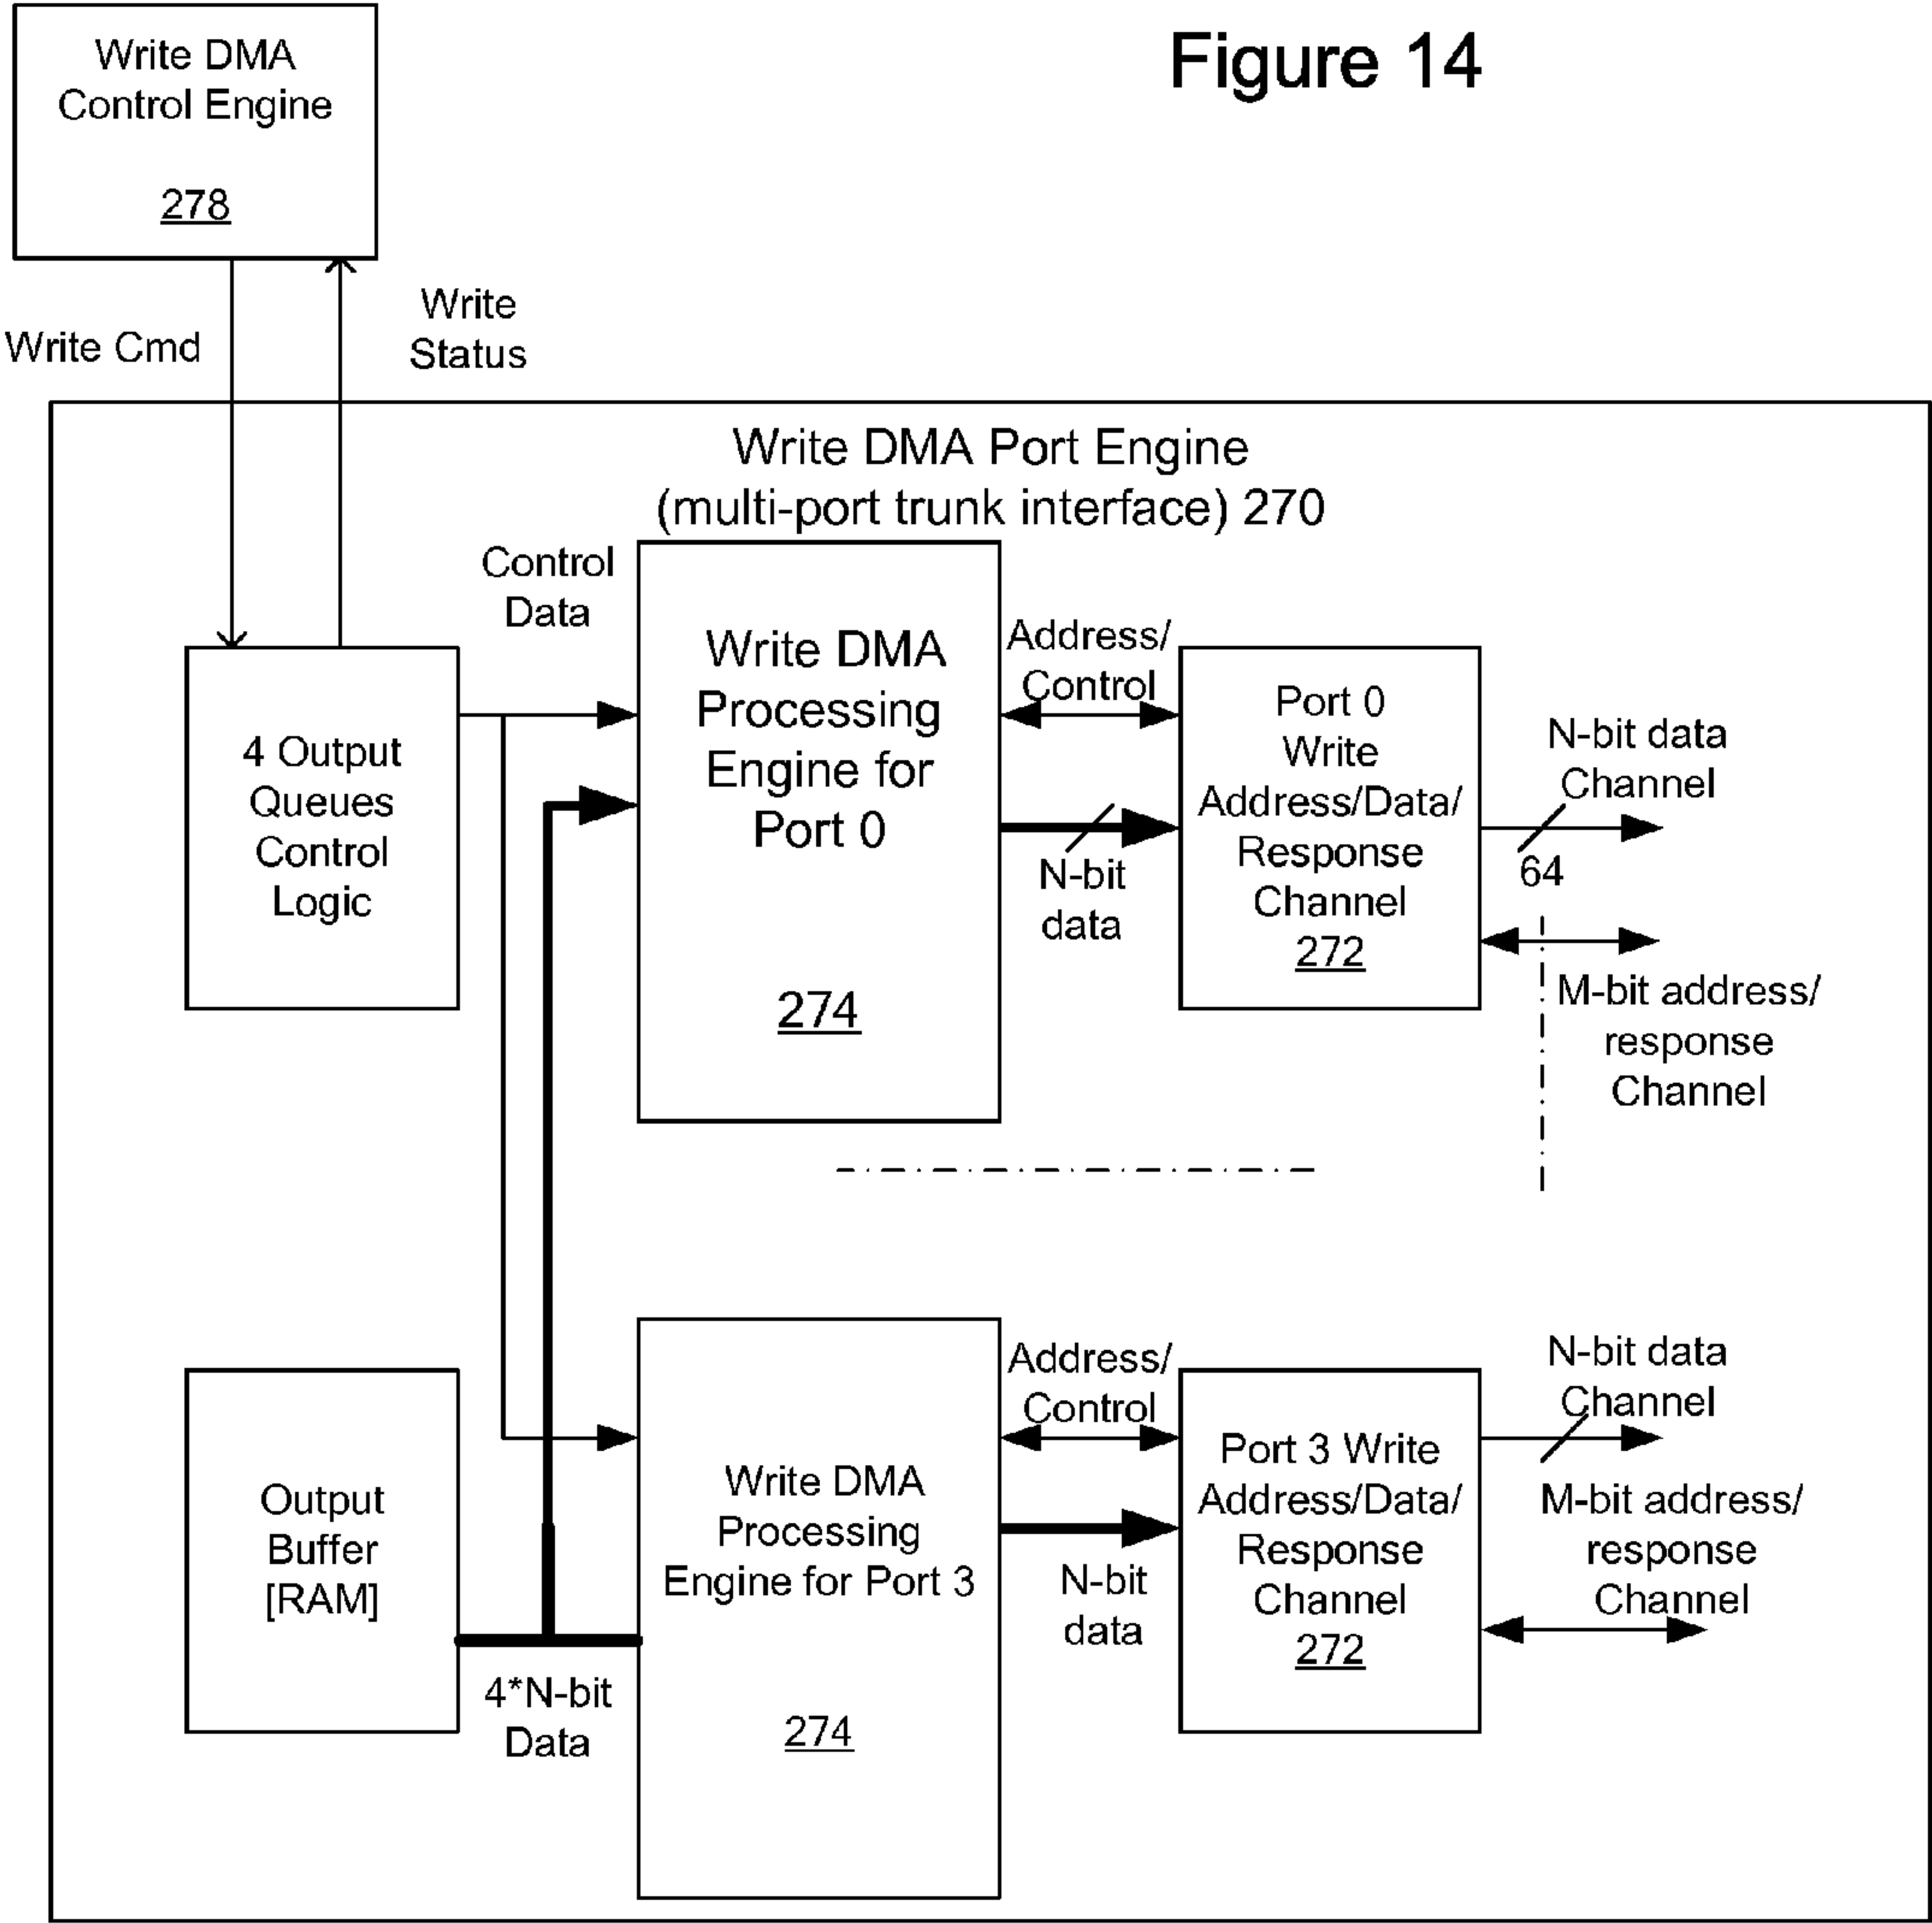 Figure 14
Write DMA
Control Engine
278
Write Cmd
Write
Status
Write DMA Port Engine
(multi-port trunk interface) 270
4 Output
Queues
Control
Logic
Control
Data
Write DMA
Processing
Engine for
Port 0
274
Address/
Control
N-bit
data
Port 0
Write
Address/Data/
Response
Channel
272
N-bit data
Channel
64
M-bit address/
response
Channel
Output
Buffer
[RAM]
4*N-bit
Data
Write DMA
Processing
Engine for Port 3
274
Address/
Control
N-bit
data
Port 3 Write
Address/Data/
Response
Channel
272
N-bit data
Channel
M-bit address/
response
Channel